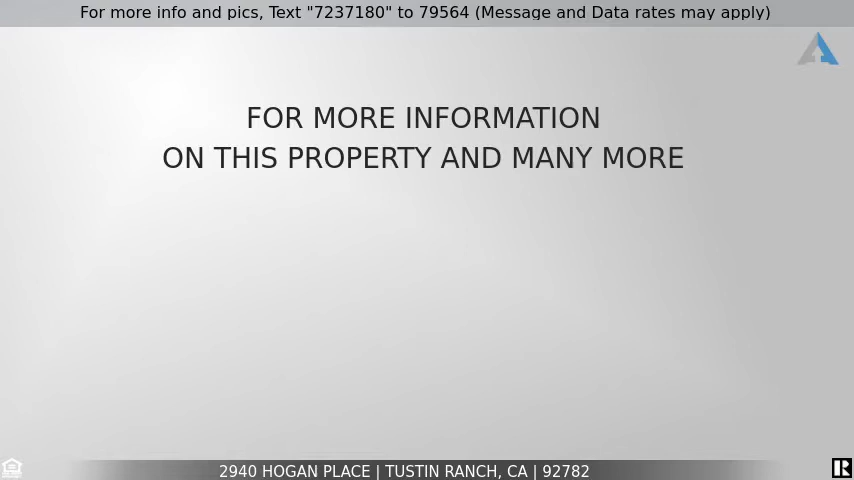 For more info and pics, Text "7237180" to 79564 (Message and Data rates may apply)
FOR MORE INFORMATION
ON THIS PROPERTY AND MANY MORE
2940 HOGAN PLACE | TUSTIN RANCH, CA | 92782